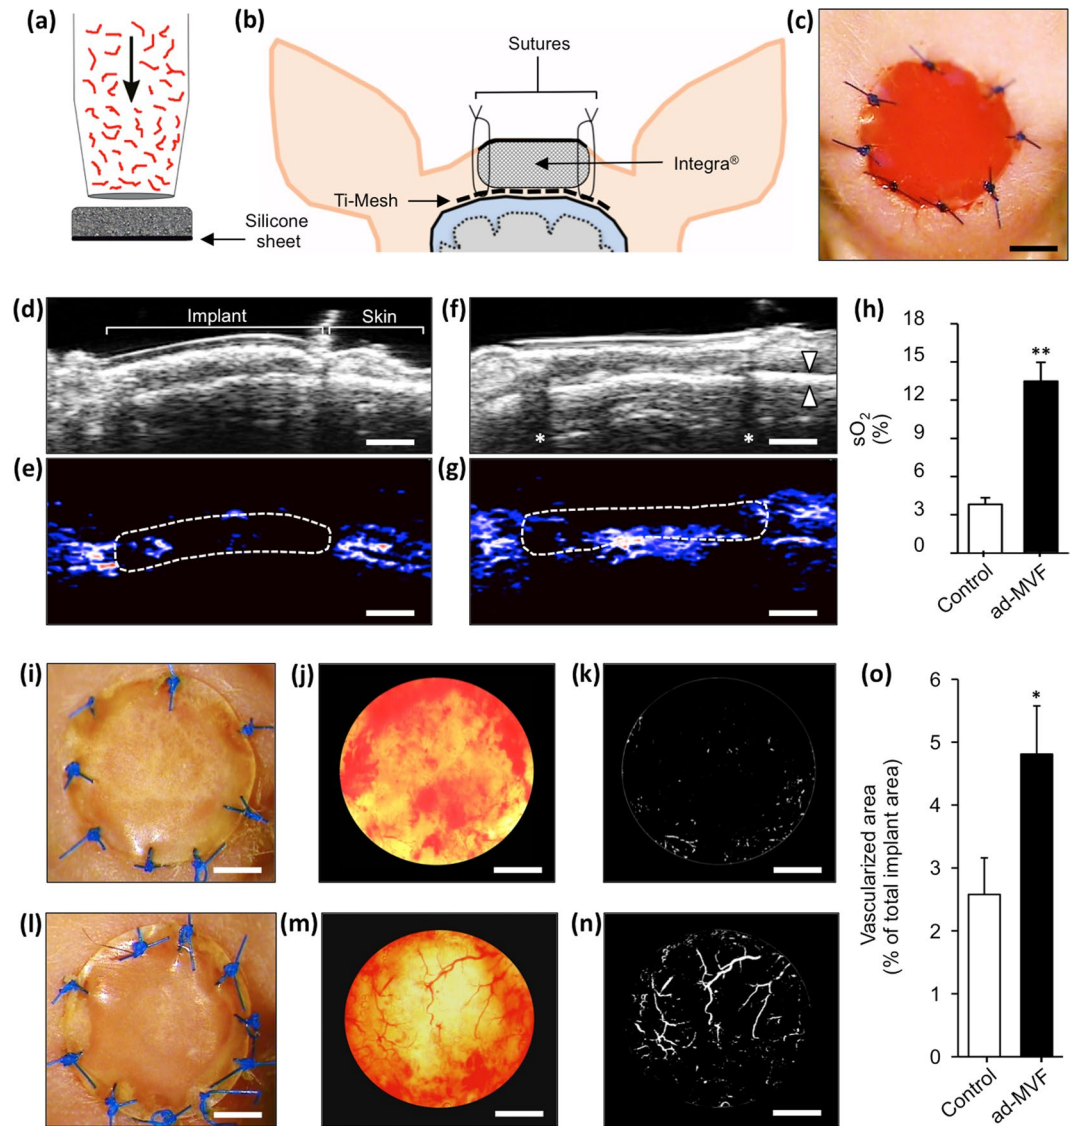 (a)
Silicone
sheet
(b)
Sutures
Integra®
Ti-Mesh
(c)
(d)
Implant
Skin
(f)
*
*
(e)
(g)
(h)
18
15
12
9
6
3
0
sO2
(%)
**
Control
ad-MVF
(i)
(j)
(k)
(l)
(m)
(n)
(o)
6
5
4
3
2
1
0
Vascularized area
(% of total implant area)
*
Control
ad-MVF